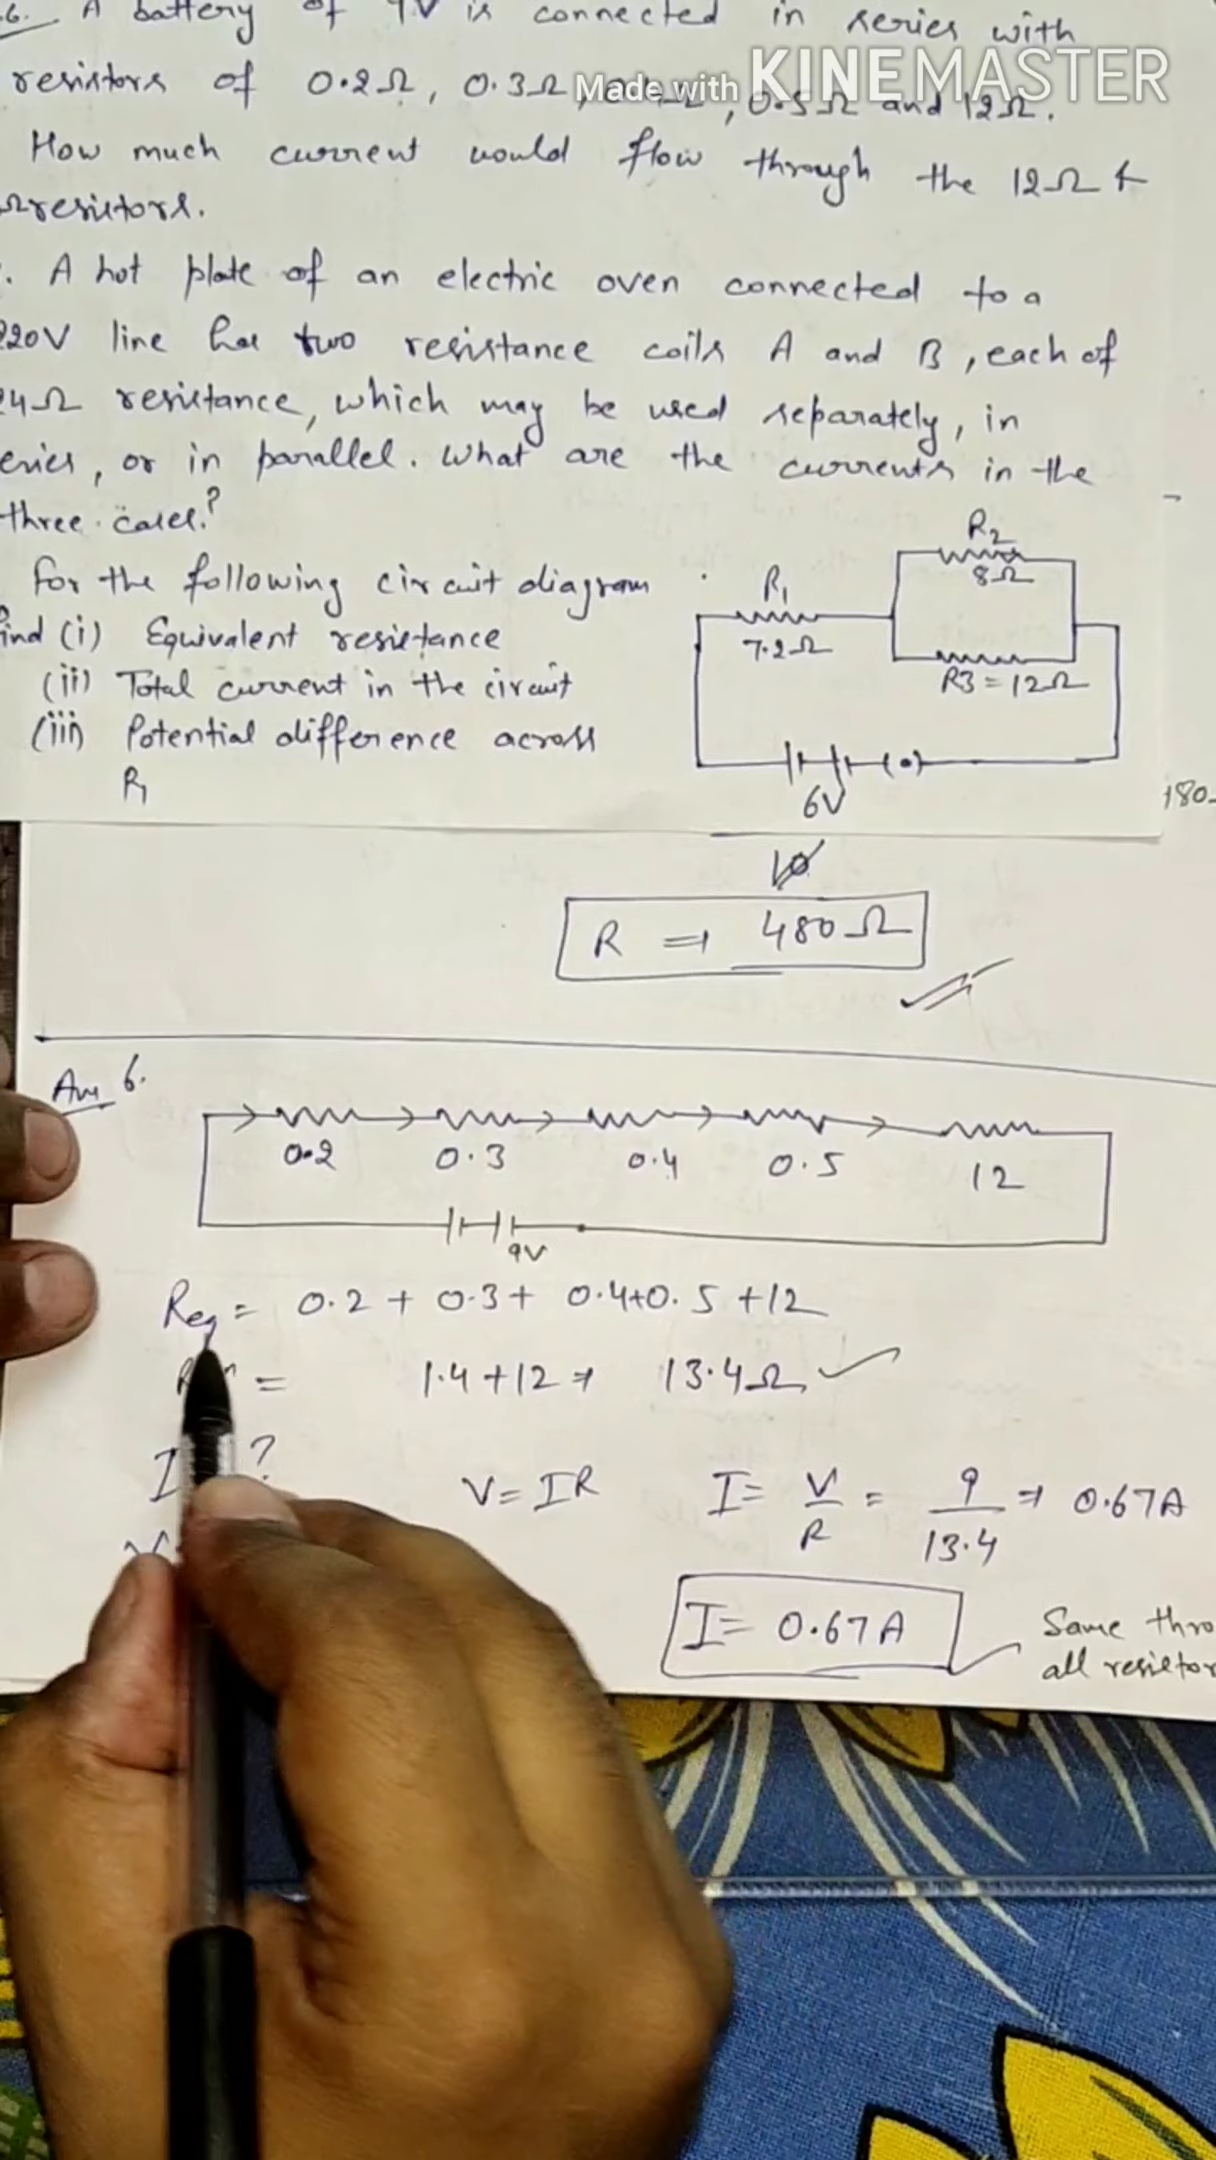 6. A battery of 9V is connected in series with
resistors of 0.2Ω, 0.3Ω, , 0.5Ω and 12Ω.
Made with KINEMASTER
How much current would flow through the 12Ω &
Ω resistors.
. A hot plate of an electric oven connected to a
220V line has two resistance coils A and B, each of
24Ω resistance, which may be used separately, in
eries, or in parallel. What are the currents in the
three cases?
For the following circuit diagram
ind (i) Equivalent resistance
(ii) Total current in the circuit
(iii) Potential difference across
R1
R2
8Ω
R1
7.2Ω
R3 = 12Ω
6V
180
10
R ⇒ 480Ω
Ans 6.
0.2 0.3 0.4 0.5 12
9V
Req = 0.2 + 0.3 + 0.4+0.5 +12
= 1.4 +12 ⇒ 13.4Ω
I ?
V = IR I = V/R = 9/13.4 ⇒ 0.67A
V
I = 0.67A
Same thro
all resistor